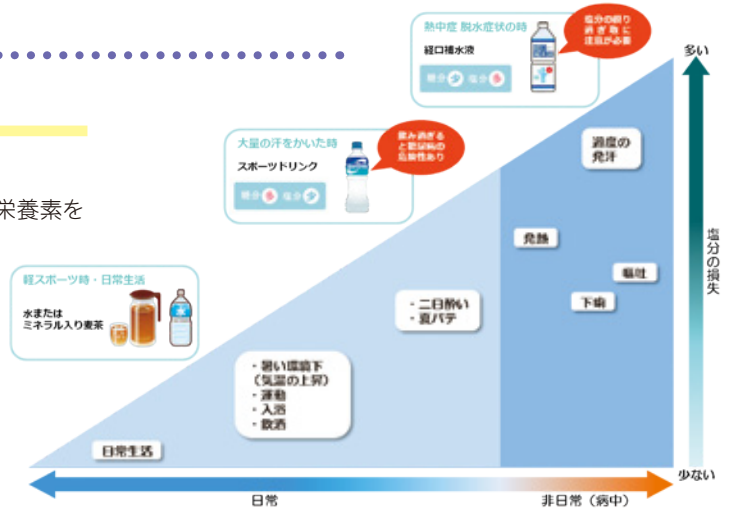 熱中症 脱水症状の時
経口補水液
糖分 少 塩分 多
塩分の摂り
過ぎ等に
注意が必要
多い
大量の汗をかいた時
スポーツドリンク
糖分 多 塩分 少
飲み過ぎる
と糖尿病の
危険性あり
過度の
発汗
栄養素を
発熱
塩分の損失
嘔吐
下痢
軽スポーツ時・日常生活
水または
ミネラル入り麦茶
水
・二日酔い
・夏バテ
・暑い環境下
（気温の上昇）
・運動
・入浴
・飲酒
日常生活
少ない
日常
非日常（病中）